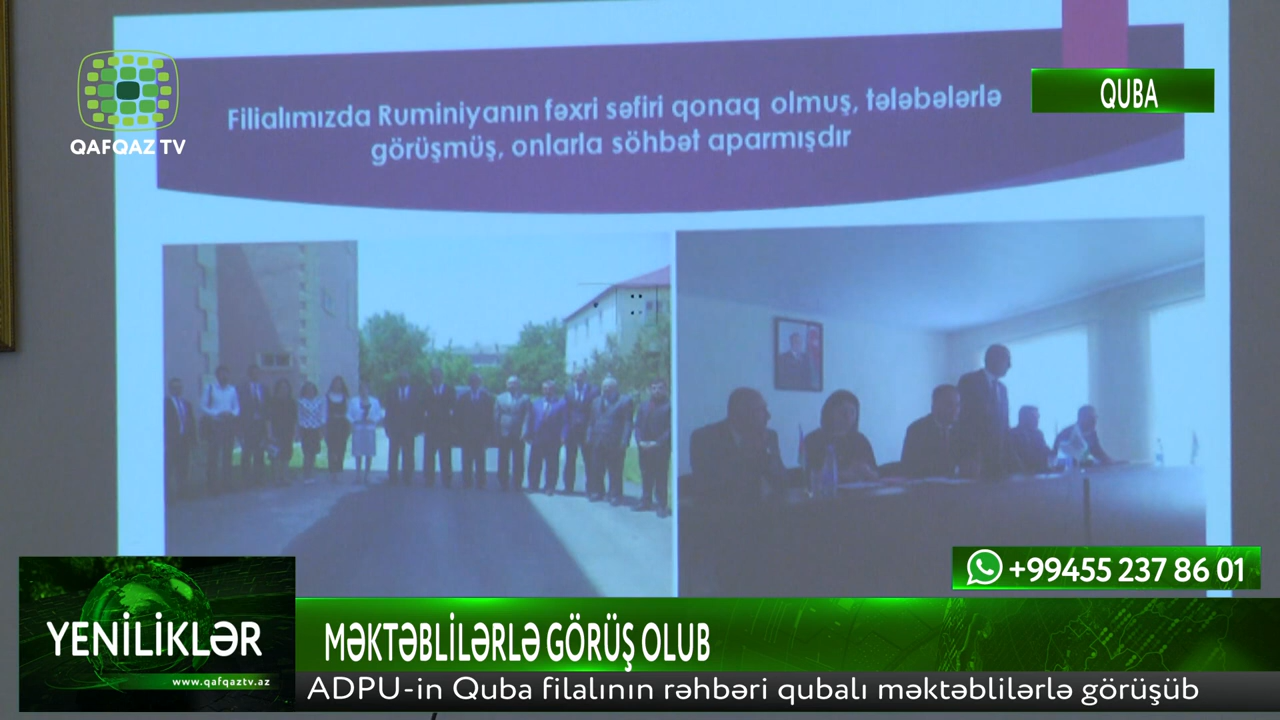 QAFQAZ TV
QUBA
Filialımızda Ruminiyanın fəxri səfiri qonaq olmuş, tələbələrlə
görüşmüş, onlarla söhbət aparmışdır
+99455 237 86 01
YENİLİKLƏR
www.qafqaztv.az
MƏKTƏBLİLƏRLƏ GÖRÜŞ OLUB
ADPU-in Quba filalının rəhbəri qubalı məktəblilərlə görüşüb